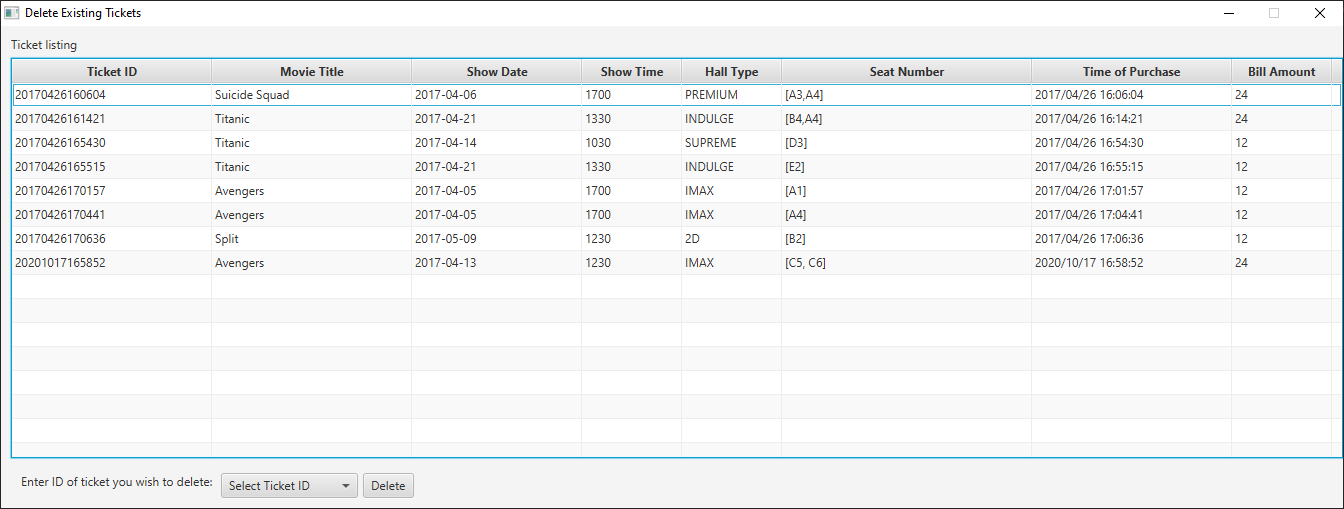 Delete Existing Tickets
Ticket listing
Ticket ID Movie Title Show Date Show Time Hall Type Seat Number Time of Purchase Bill Amount
20170426160604 Suicide Squad 2017-04-06 1700 PREMIUM [A3,A4] 2017/04/26 16:06:04 24
20170426161421 Titanic 2017-04-21 1330 INDULGE [B4,A4] 2017/04/26 16:14:21 24
20170426165430 Titanic 2017-04-14 1030 SUPREME [D3] 2017/04/26 16:54:30 12
20170426165515 Titanic 2017-04-21 1330 INDULGE [E2] 2017/04/26 16:55:15 12
20170426170157 Avengers 2017-04-05 1700 IMAX [A1] 2017/04/26 17:01:57 12
20170426170441 Avengers 2017-04-05 1700 IMAX [A4] 2017/04/26 17:04:41 12
20170426170636 Split 2017-05-09 1230 2D [B2] 2017/04/26 17:06:36 12
20201017165852 Avengers 2017-04-13 1230 IMAX [C5, C6] 2020/10/17 16:58:52 24
Enter ID of ticket you wish to delete: Select Ticket ID Delete